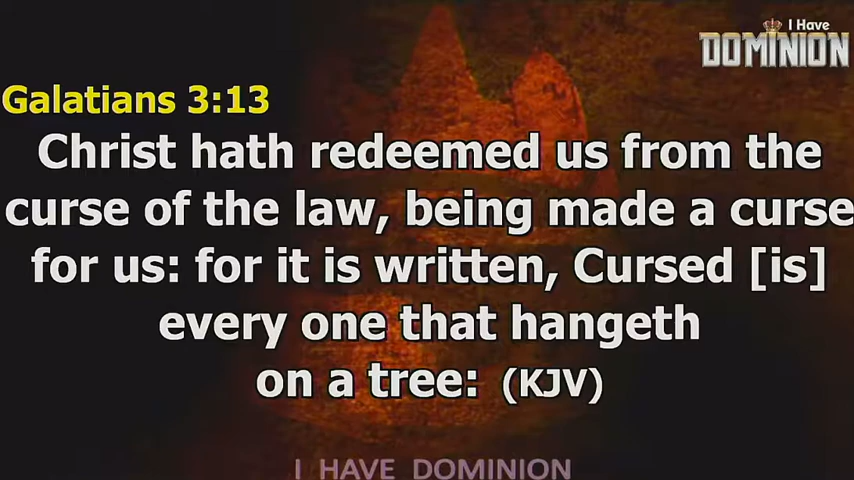 I Have
DOMINION
Galatians 3:13
Christ hath redeemed us from the
curse of the law, being made a curse
for us: for it is written, Cursed [is]
every one that hangeth
on a tree: (KJV)
I HAVE DOMINION